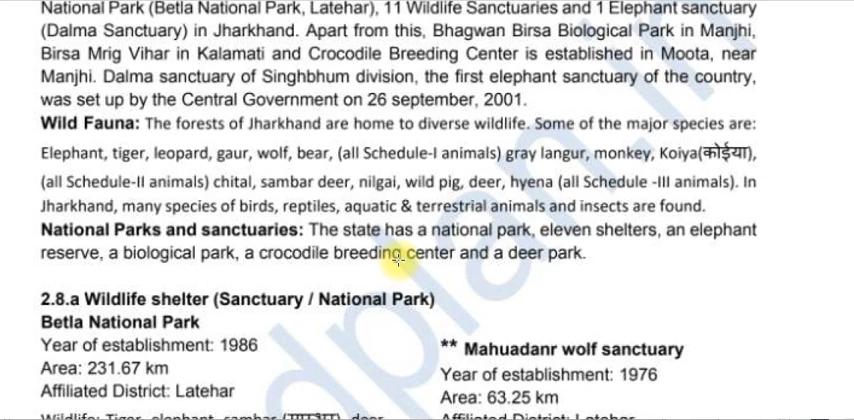 National Park (Betla National Park, Latehar), 11 Wildlife Sanctuaries and 1 Elephant sanctuary
(Dalma Sanctuary) in Jharkhand. Apart from this, Bhagwan Birsa Biological Park in Manjhi,
Birsa Mrig Vihar in Kalamati and Crocodile Breeding Center is established in Moota, near
Manjhi. Dalma sanctuary of Singhbhum division, the first elephant sanctuary of the country,
was set up by the Central Government on 26 september, 2001.
Wild Fauna: The forests of Jharkhand are home to diverse wildlife. Some of the major species are:
Elephant, tiger, leopard, gaur, wolf, bear, (all Schedule-I animals) gray langur, monkey, Koiya(कोईया),
(all Schedule-II animals) chital, sambar deer, nilgai, wild pig, deer, hyena (all Schedule -III animals). In
Jharkhand, many species of birds, reptiles, aquatic & terrestrial animals and insects are found.
National Parks and sanctuaries: The state has a national park, eleven shelters, an elephant
reserve, a biological park, a crocodile breeding center and a deer park.
2.8.a Wildlife shelter (Sanctuary / National Park)
Betla National Park
Year of establishment: 1986
Area: 231.67 km
Affiliated District: Latehar
Wildlife: Tiger, elephant, sambar deer
** Mahuadanr wolf sanctuary
Year of establishment: 1976
Area: 63.25 km
Affiliated District: Latehar